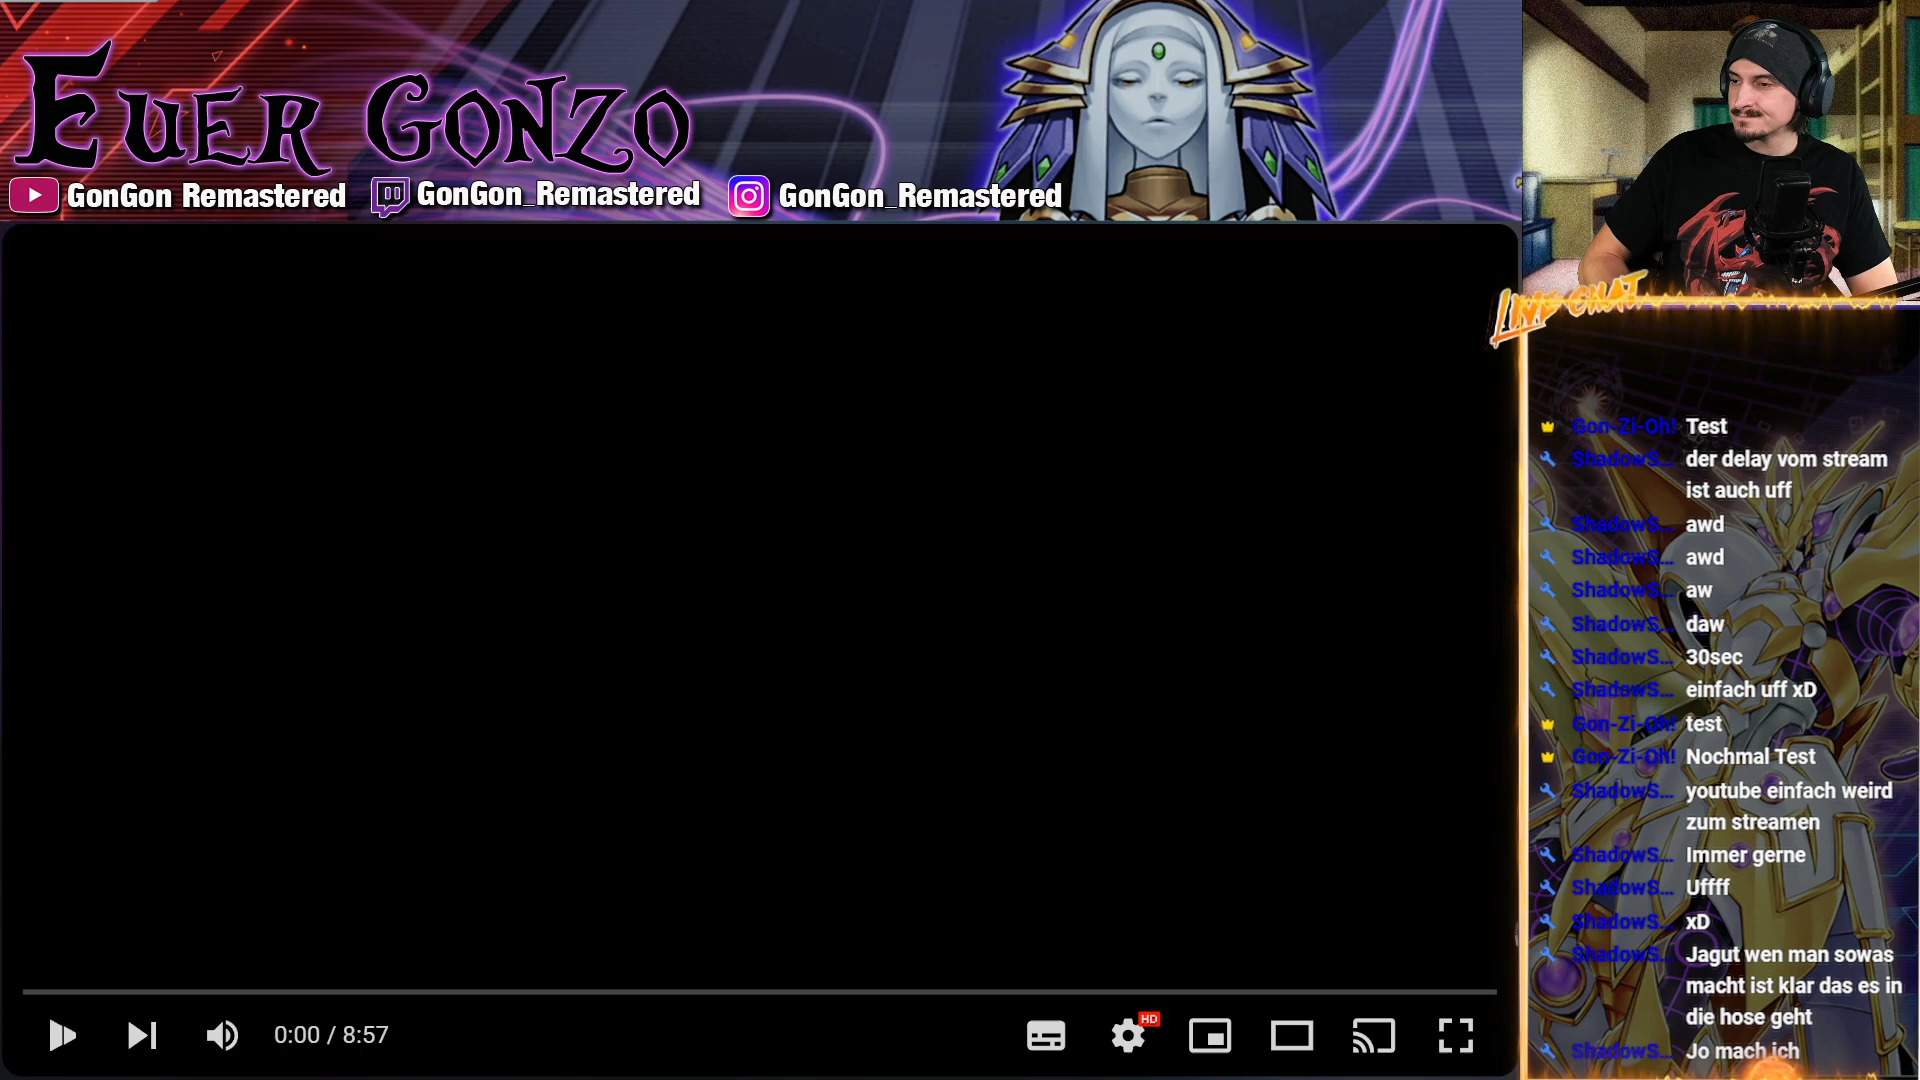 Euer Gonzo
GonGon Remastered GonGon_Remastered GonGon_Remastered
LIVE CHAT
Gon-Zi-Oh! Test
ShadowS... der delay vom stream
ist auch uff
ShadowS... awd
ShadowS... awd
ShadowS... aw
ShadowS... daw
ShadowS... 30sec
ShadowS... einfach uff xD
Gon-Zi-Oh! test
Gon-Zi-Oh! Nochmal Test
ShadowS... youtube einfach weird
zum streamen
ShadowS... Immer gerne
ShadowS... Uffff
ShadowS... xD
ShadowS... Jagut wen man sowas
macht ist klar das es in
die hose geht
ShadowS... Jo mach ich
0:00 / 8:57
HD